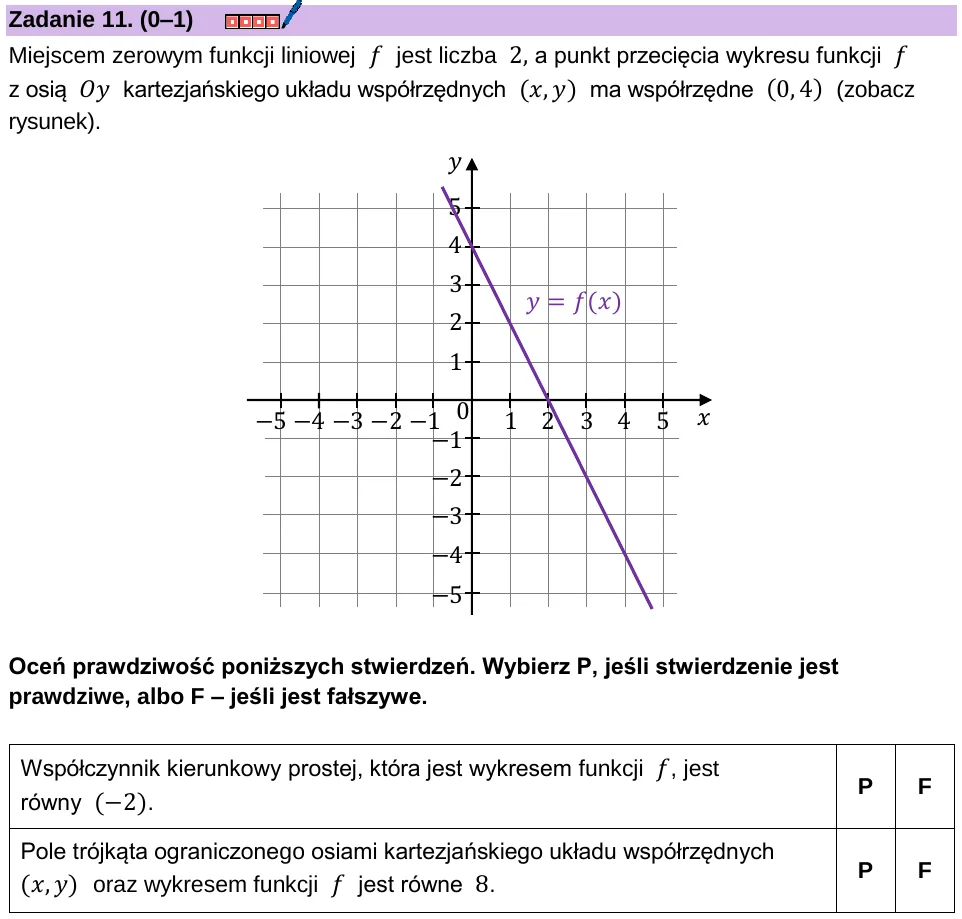 Zadanie 11. (0–1)
Miejscem zerowym funkcji liniowej f jest liczba 2, a punkt przecięcia wykresu funkcji f
z osią Oy kartezjańskiego układu współrzędnych (x, y) ma współrzędne (0, 4) (zobacz
rysunek).
y
5
4
3
2
1
y = f(x)
−5 −4 −3 −2 −1 0 1 2 3 4 5 x
−1
−2
−3
−4
−5
Oceń prawdziwość poniższych stwierdzeń. Wybierz P, jeśli stwierdzenie jest
prawdziwe, albo F – jeśli jest fałszywe.
Współczynnik kierunkowy prostej, która jest wykresem funkcji f, jest
równy (−2).
P F
Pole trójkąta ograniczonego osiami kartezjańskiego układu współrzędnych
(x, y) oraz wykresem funkcji f jest równe 8.
P F